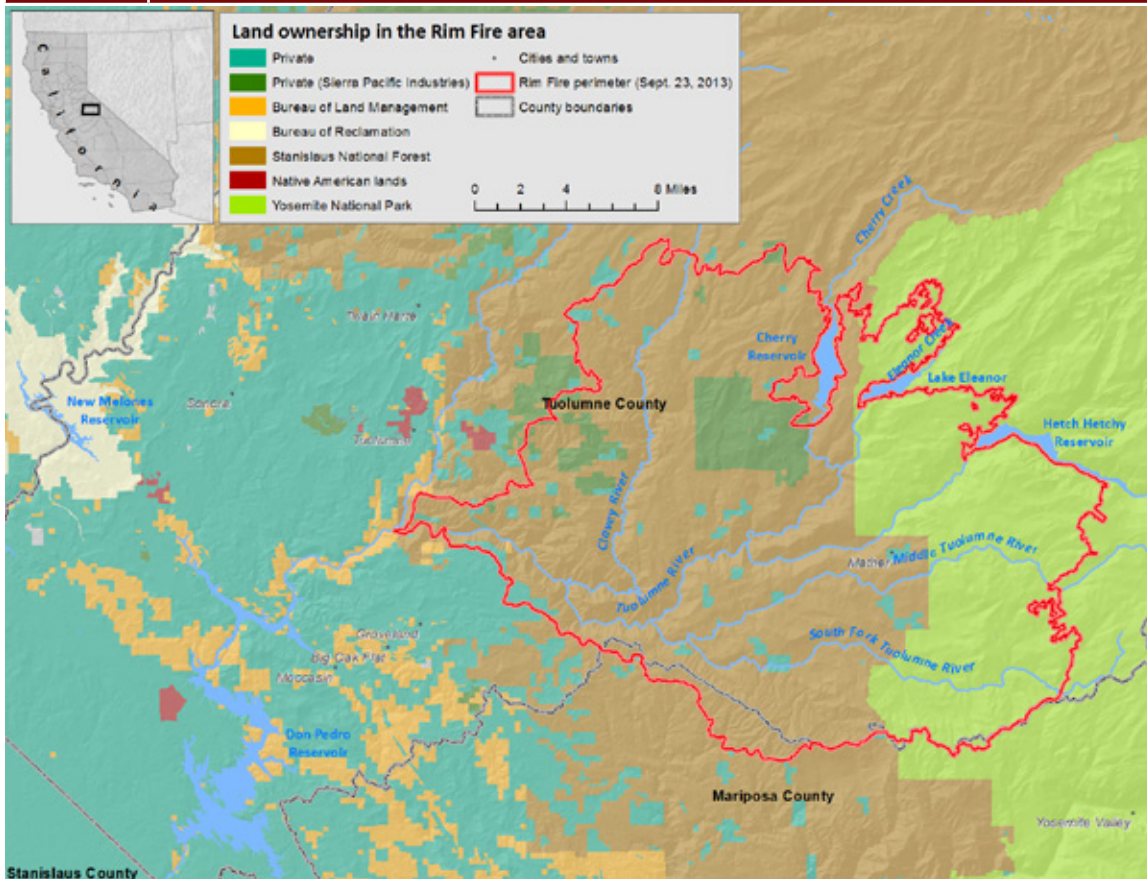 California
Land ownership in the Rim Fire area
Private
Private (Sierra Pacific Industries)
Bureau of Land Management
Bureau of Reclamation
Stanislaus National Forest
Native American lands
Yosemite National Park
Cities and towns
Rim Fire perimeter (Sept. 23, 2013)
County boundaries
0 2 4 8 Miles
Cherry Creek
Twain Harte
Cherry
Reservoir
Eleanor Creek
Lake Eleanor
New Melones
Reservoir
Sonora
Tuolumne County
Hetch Hetchy
Reservoir
Tuolumne
Clavey River
Tuolumne River
Mather
Middle Tuolumne River
Groveland
Big Oak Flat
Moccasin
South Fork Tuolumne River
Don Pedro
Reservoir
Mariposa County
Yosemite Valley
Stanislaus County